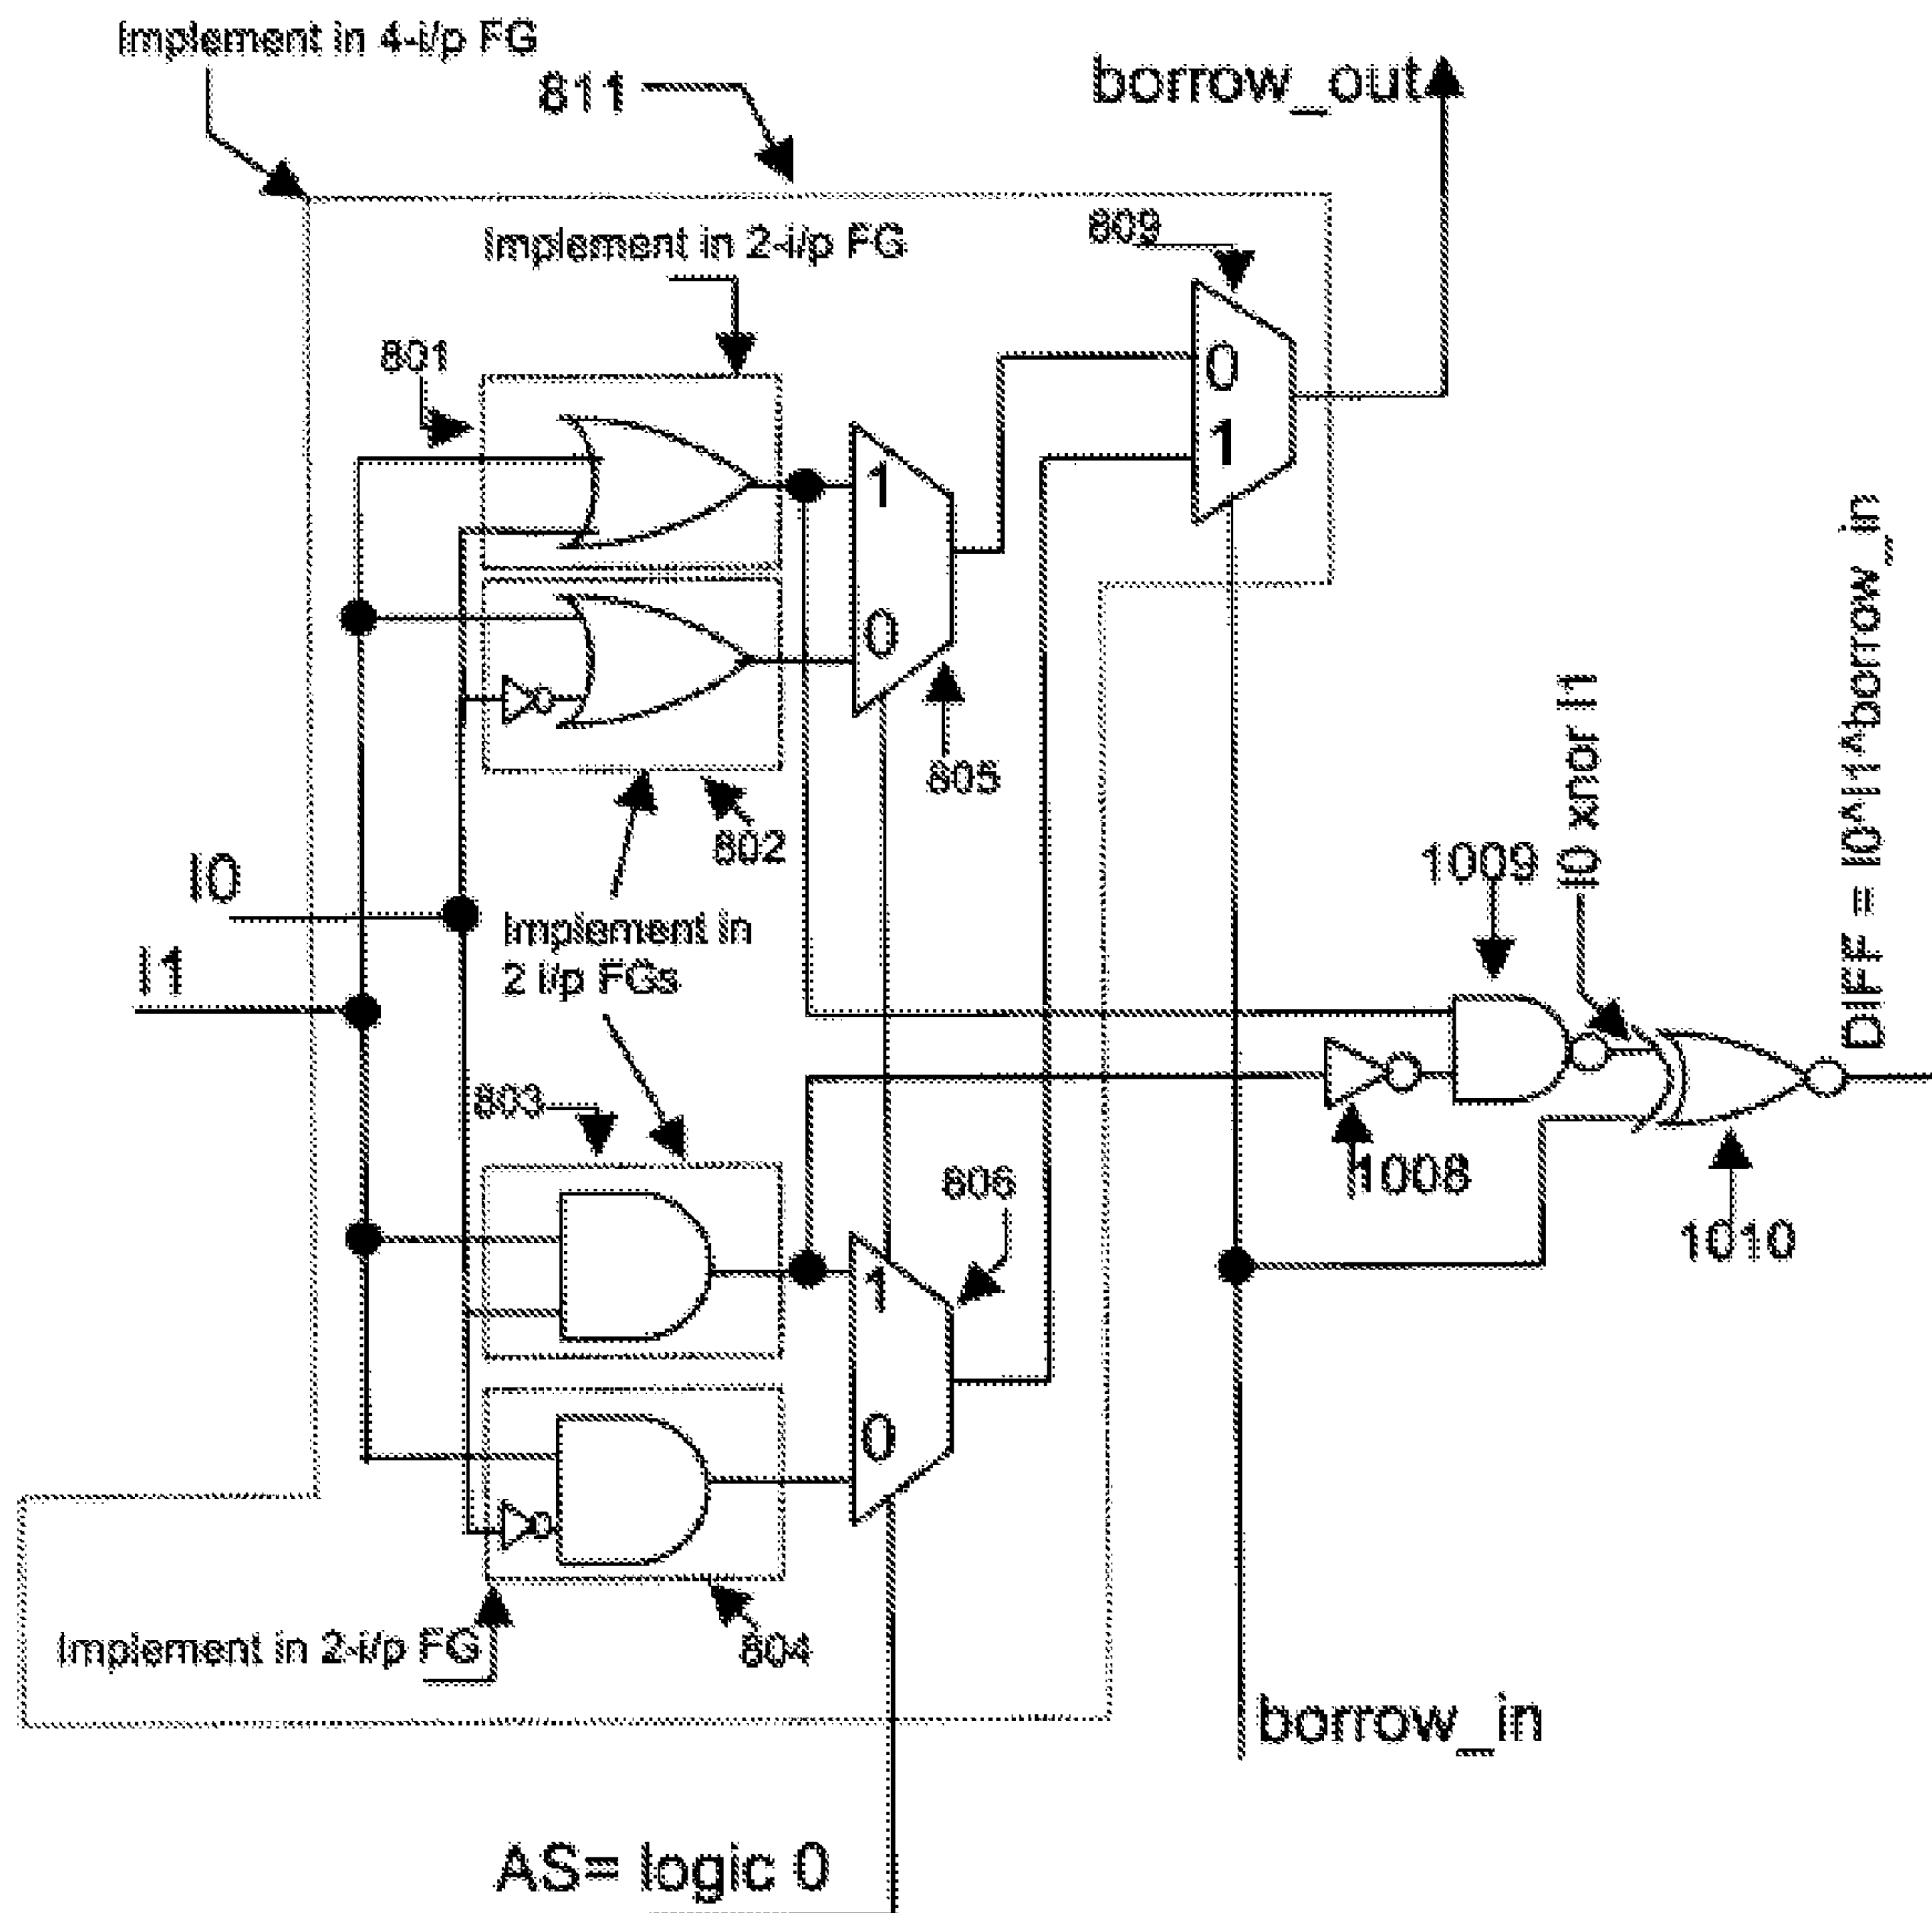 Implement in 4-i/p FG
811
borrow_out
Implement in 2-i/p FG
809
801
0
1
1
0
805
802
I0
I1
Implement in
2 i/p FGs
1009
I0 xnor I1
DIFF = I0^I1^borrow_in
803
806
1008
1010
1
0
Implement in 2-i/p FG
804
borrow_in
AS= logic 0